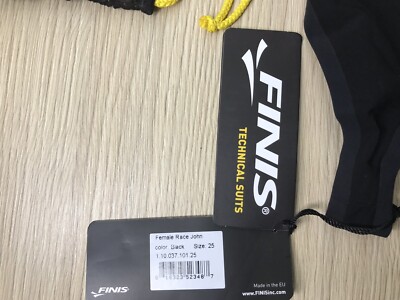 FINIS®
TECHNICAL SUITS
Female Race John
color: Black Size: 25
1.10.037.101.25
FINIS
Made in the EU
www.FINISinc.com